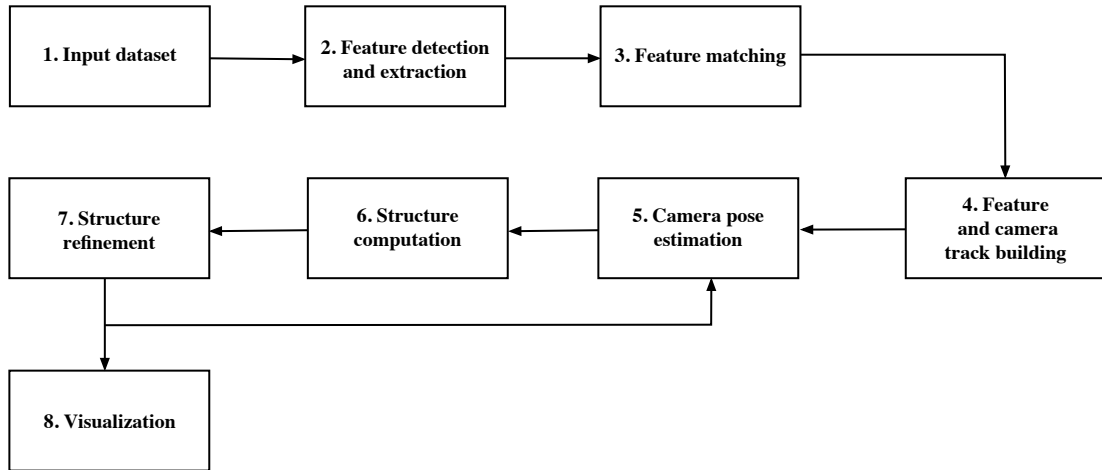 1. Input dataset
2. Feature detection
and extraction
3. Feature matching
4. Feature
and camera
track building
5. Camera pose
estimation
6. Structure
computation
7. Structure
refinement
8. Visualization